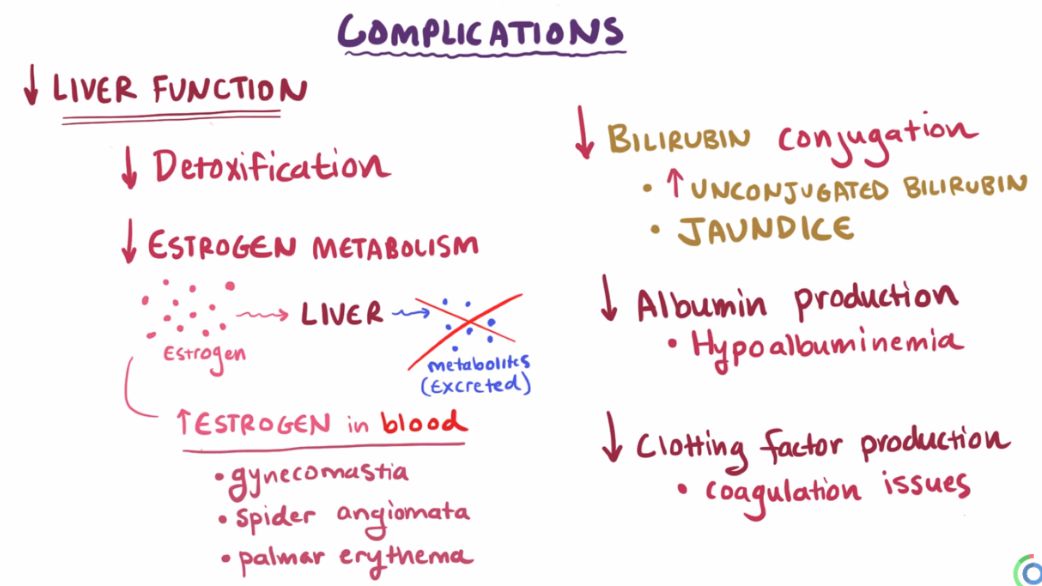 COMPLICATIONS
↓ LIVER FUNCTION
↓ Detoxification
↓ ESTROGEN METABOLISM
Estrogen → LIVER → metabolites
(Excreted)
↑ ESTROGEN in blood
• gynecomastia
• spider angiomata
• palmar erythema
↓ BILIRUBIN conjugation
• ↑ UNCONJUGATED BILIRUBIN
• JAUNDICE
↓ Albumin production
• Hypoalbuminemia
↓ Clotting factor production
• coagulation issues